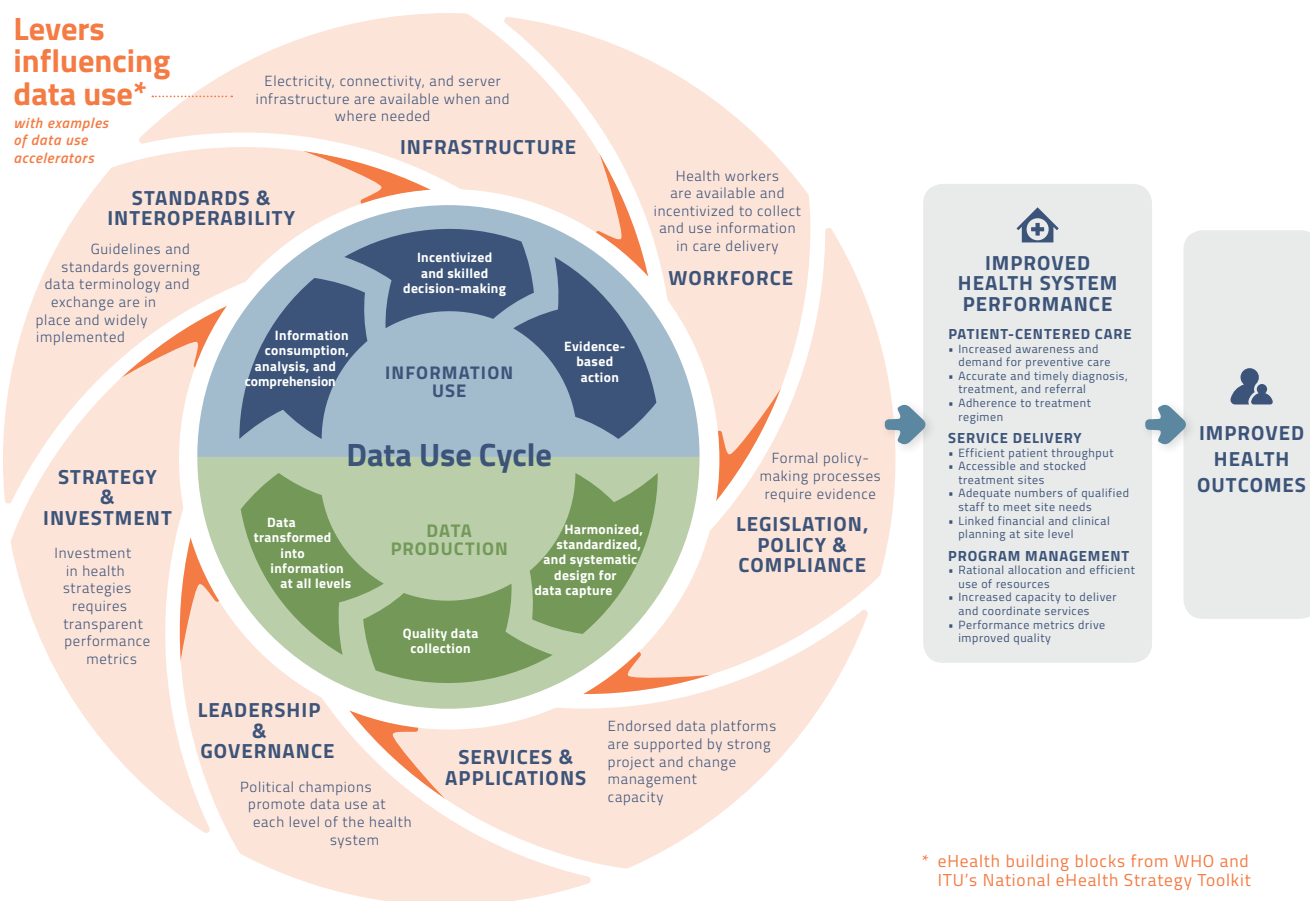 Levers
influencing
data use*
with examples
of data use
accelerators
Electricity, connectivity, and server
infrastructure are available when and
where needed
INFRASTRUCTURE
Health workers
are available and
incentivized to collect
and use information
in care delivery
WORKFORCE
Formal policy-
making processes
require evidence
LEGISLATION,
POLICY &
COMPLIANCE
Endorsed data platforms
are supported by strong
project and change
management
capacity
SERVICES &
APPLICATIONS
LEADERSHIP
&
GOVERNANCE
Political champions
promote data use at
each level of the health
system
STRATEGY
&
INVESTMENT
Investment
in health
strategies
requires
transparent
performance
metrics
STANDARDS &
INTEROPERABILITY
Guidelines and
standards governing
data terminology and
exchange are in
place and widely
implemented
Incentivized
and skilled
decision-making
Evidence-
based
action
Information
consumption,
analysis, and
comprehension
INFORMATION
USE
Data Use Cycle
DATA
PRODUCTION
Harmonized,
standardized,
and systematic
design for
data capture
Quality data
collection
Data
transformed
into
information
at all levels
IMPROVED
HEALTH SYSTEM
PERFORMANCE
PATIENT-CENTERED CARE
▪ Increased awareness and
demand for preventive care
▪ Accurate and timely diagnosis,
treatment, and referral
▪ Adherence to treatment
regimen
SERVICE DELIVERY
▪ Efficient patient throughput
▪ Accessible and stocked
treatment sites
▪ Adequate numbers of qualified
staff to meet site needs
▪ Linked financial and clinical
planning at site level
PROGRAM MANAGEMENT
▪ Rational allocation and efficient
use of resources
▪ Increased capacity to deliver
and coordinate services
▪ Performance metrics drive
improved quality
IMPROVED
HEALTH
OUTCOMES
* eHealth building blocks from WHO and
ITU's National eHealth Strategy Toolkit